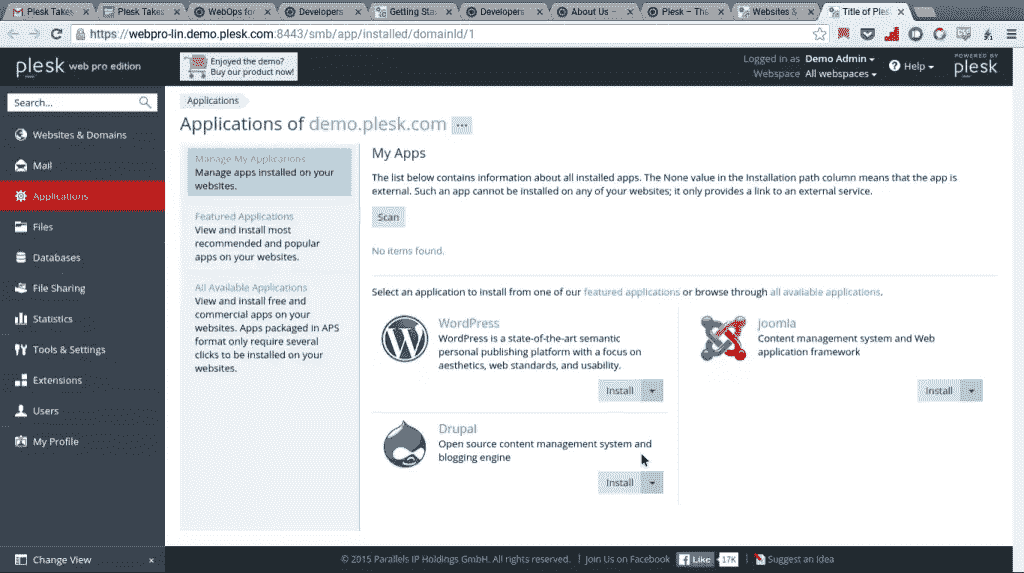 Plesk Takes
Plesk Takes
WebOps for
Developers
Getting Sta
Developers
About Us –
Plesk – The
Websites &
Title of Ples
https://webpro-lin.demo.plesk.com:8443/smb/app/installed/domainId/1
plesk web pro edition
Enjoyed the demo?
Buy our product now!
Logged in as Demo Admin
Webspace All webspaces
Help
POWERED BY
plesk
Search...
Websites & Domains
Mail
Applications
Files
Databases
File Sharing
Statistics
Tools & Settings
Extensions
Users
My Profile
Change View
Applications
Applications of demo.plesk.com
Manage My Applications
Manage apps installed on your
websites.
Featured Applications
View and install most
recommended and popular
apps on your websites.
All Available Applications
View and install free and
commercial apps on your
websites. Apps packaged in APS
format only require several
clicks to be installed on your
websites.
My Apps
The list below contains information about all installed apps. The None value in the Installation path column means that the app is
external. Such an app cannot be installed on any of your websites; it only provides a link to an external service.
Scan
No items found.
Select an application to install from one of our featured applications or browse through all available applications.
WordPress
WordPress is a state-of-the-art semantic
personal publishing platform with a focus on
aesthetics, web standards, and usability.
Install
Joomla
Content management system and Web
application framework
Install
Drupal
Open source content management system and
blogging engine
Install
© 2015 Parallels IP Holdings GmbH. All rights reserved. | Join Us on Facebook Like 17K Suggest an Idea